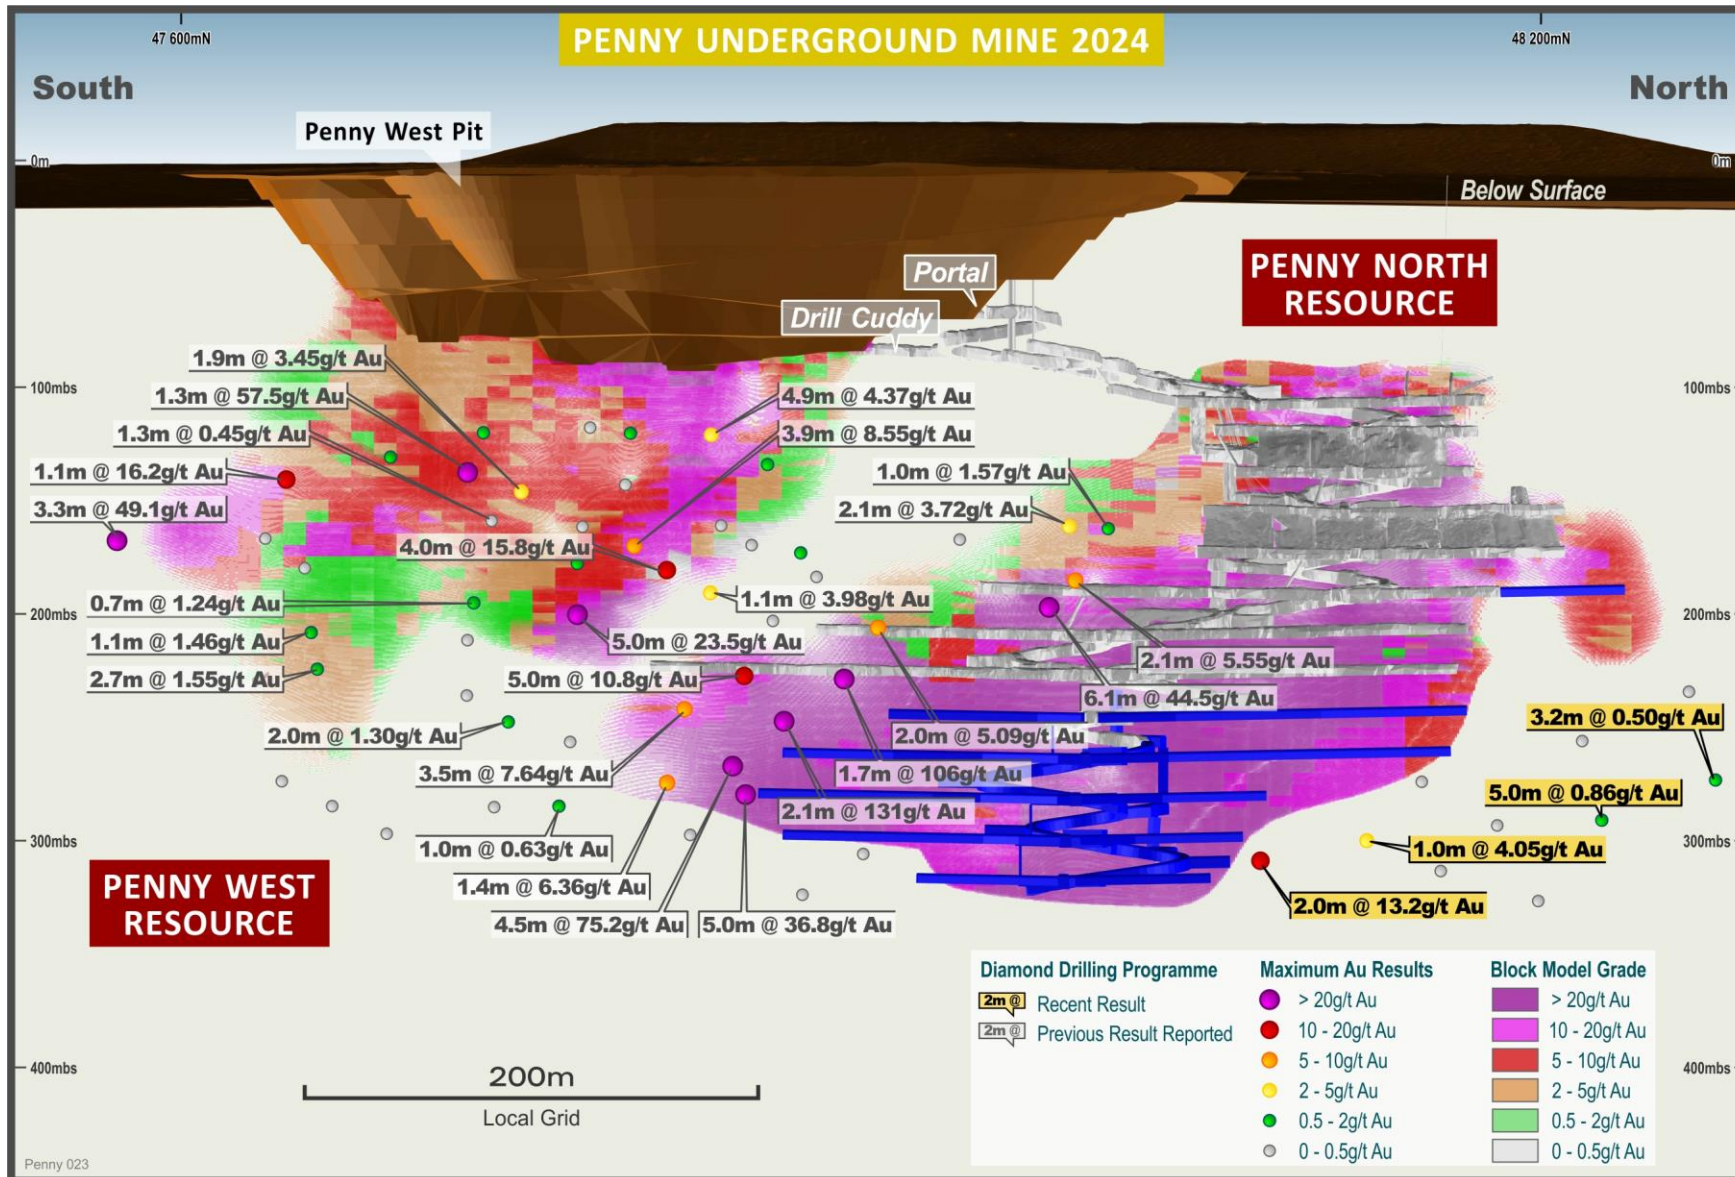 PENNY UNDERGROUND MINE 2024
47 600mN
48 200mN
South
North
Penny West Pit
0m
0m
Below Surface
Portal
Drill Cuddy
PENNY NORTH
RESOURCE
1.9m @ 3.45g/t Au
1.3m @ 57.5g/t Au
1.3m @ 0.45g/t Au
1.1m @ 16.2g/t Au
3.3m @ 49.1g/t Au
100mbs
100mbs
4.9m @ 4.37g/t Au
3.9m @ 8.55g/t Au
1.0m @ 1.57g/t Au
2.1m @ 3.72g/t Au
4.0m @ 15.8g/t Au
0.7m @ 1.24g/t Au
1.1m @ 1.46g/t Au
2.7m @ 1.55g/t Au
200mbs
200mbs
1.1m @ 3.98g/t Au
5.0m @ 23.5g/t Au
5.0m @ 10.8g/t Au
2.1m @ 5.55g/t Au
6.1m @ 44.5g/t Au
2.0m @ 1.30g/t Au
2.0m @ 5.09g/t Au
3.5m @ 7.64g/t Au
1.7m @ 106g/t Au
2.1m @ 131g/t Au
3.2m @ 0.50g/t Au
5.0m @ 0.86g/t Au
1.0m @ 4.05g/t Au
2.0m @ 13.2g/t Au
300mbs
300mbs
1.0m @ 0.63g/t Au
1.4m @ 6.36g/t Au
4.5m @ 75.2g/t Au
5.0m @ 36.8g/t Au
PENNY WEST
RESOURCE
Diamond Drilling Programme
2m @
Recent Result
2m @
Previous Result Reported
Maximum Au Results
> 20g/t Au
10 - 20g/t Au
5 - 10g/t Au
2 - 5g/t Au
0.5 - 2g/t Au
0 - 0.5g/t Au
Block Model Grade
> 20g/t Au
10 - 20g/t Au
5 - 10g/t Au
2 - 5g/t Au
0.5 - 2g/t Au
0 - 0.5g/t Au
400mbs
400mbs
200m
Local Grid
Penny 023